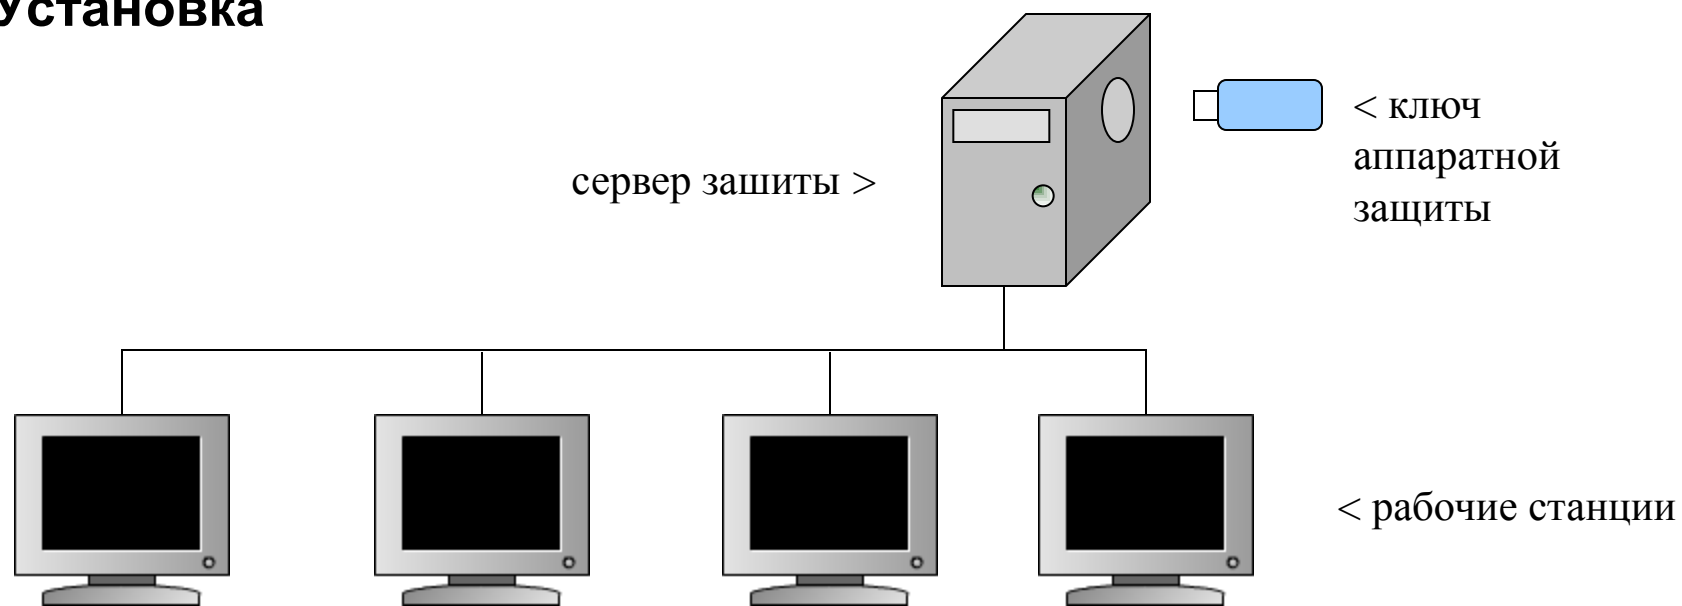 Установка
< ключ
аппаратной
защиты
сервер зашиты >
< рабочие станции